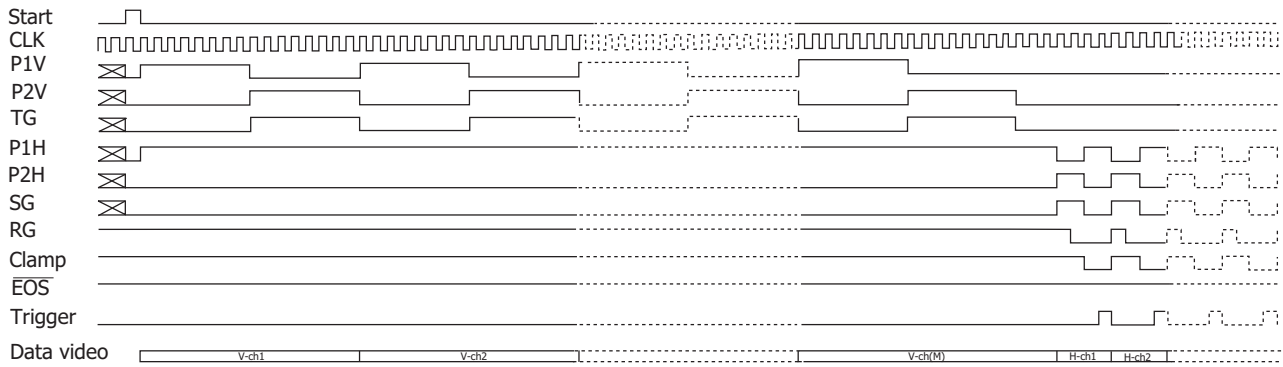 Start
CLK
P1V
P2V
TG
P1H
P2H
SG
RG
Clamp
EOS
Trigger
Data video V-ch1 V-ch2 V-ch(M) H-ch1 H-ch2